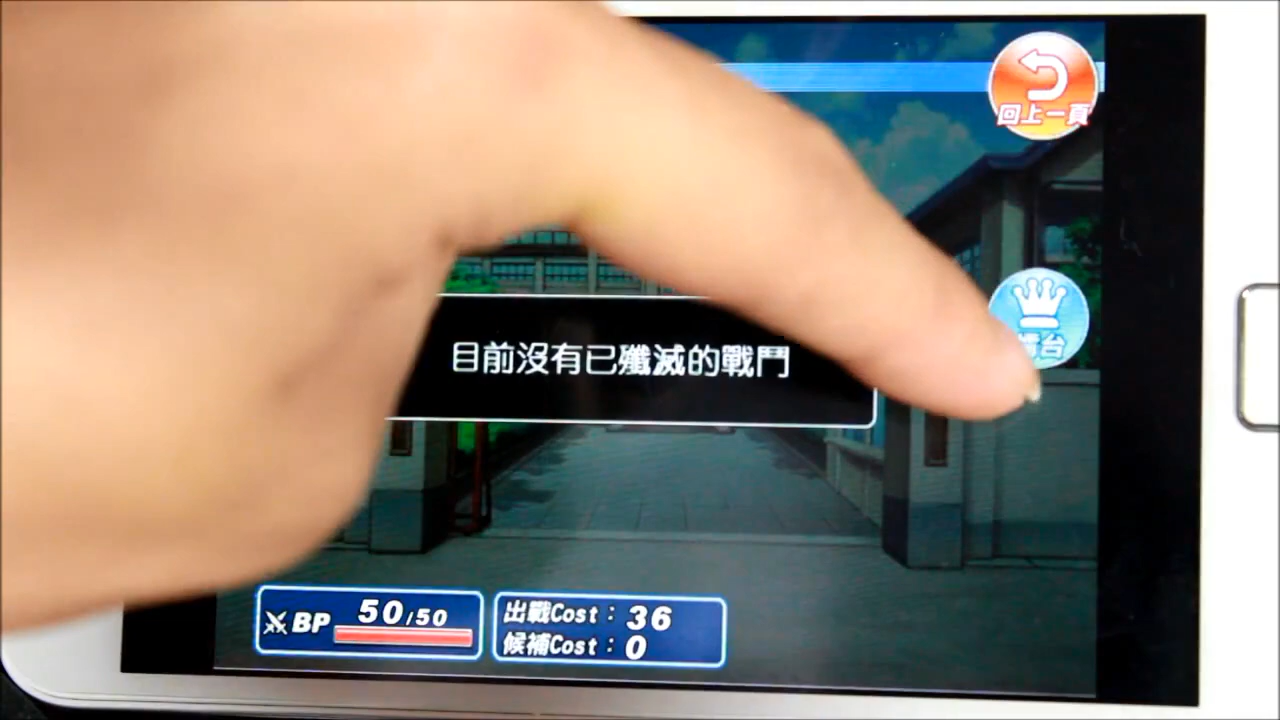 回上一頁
台
目前沒有已殲滅的戰鬥
BP 50/50
出戰Cost：36
候補Cost：0